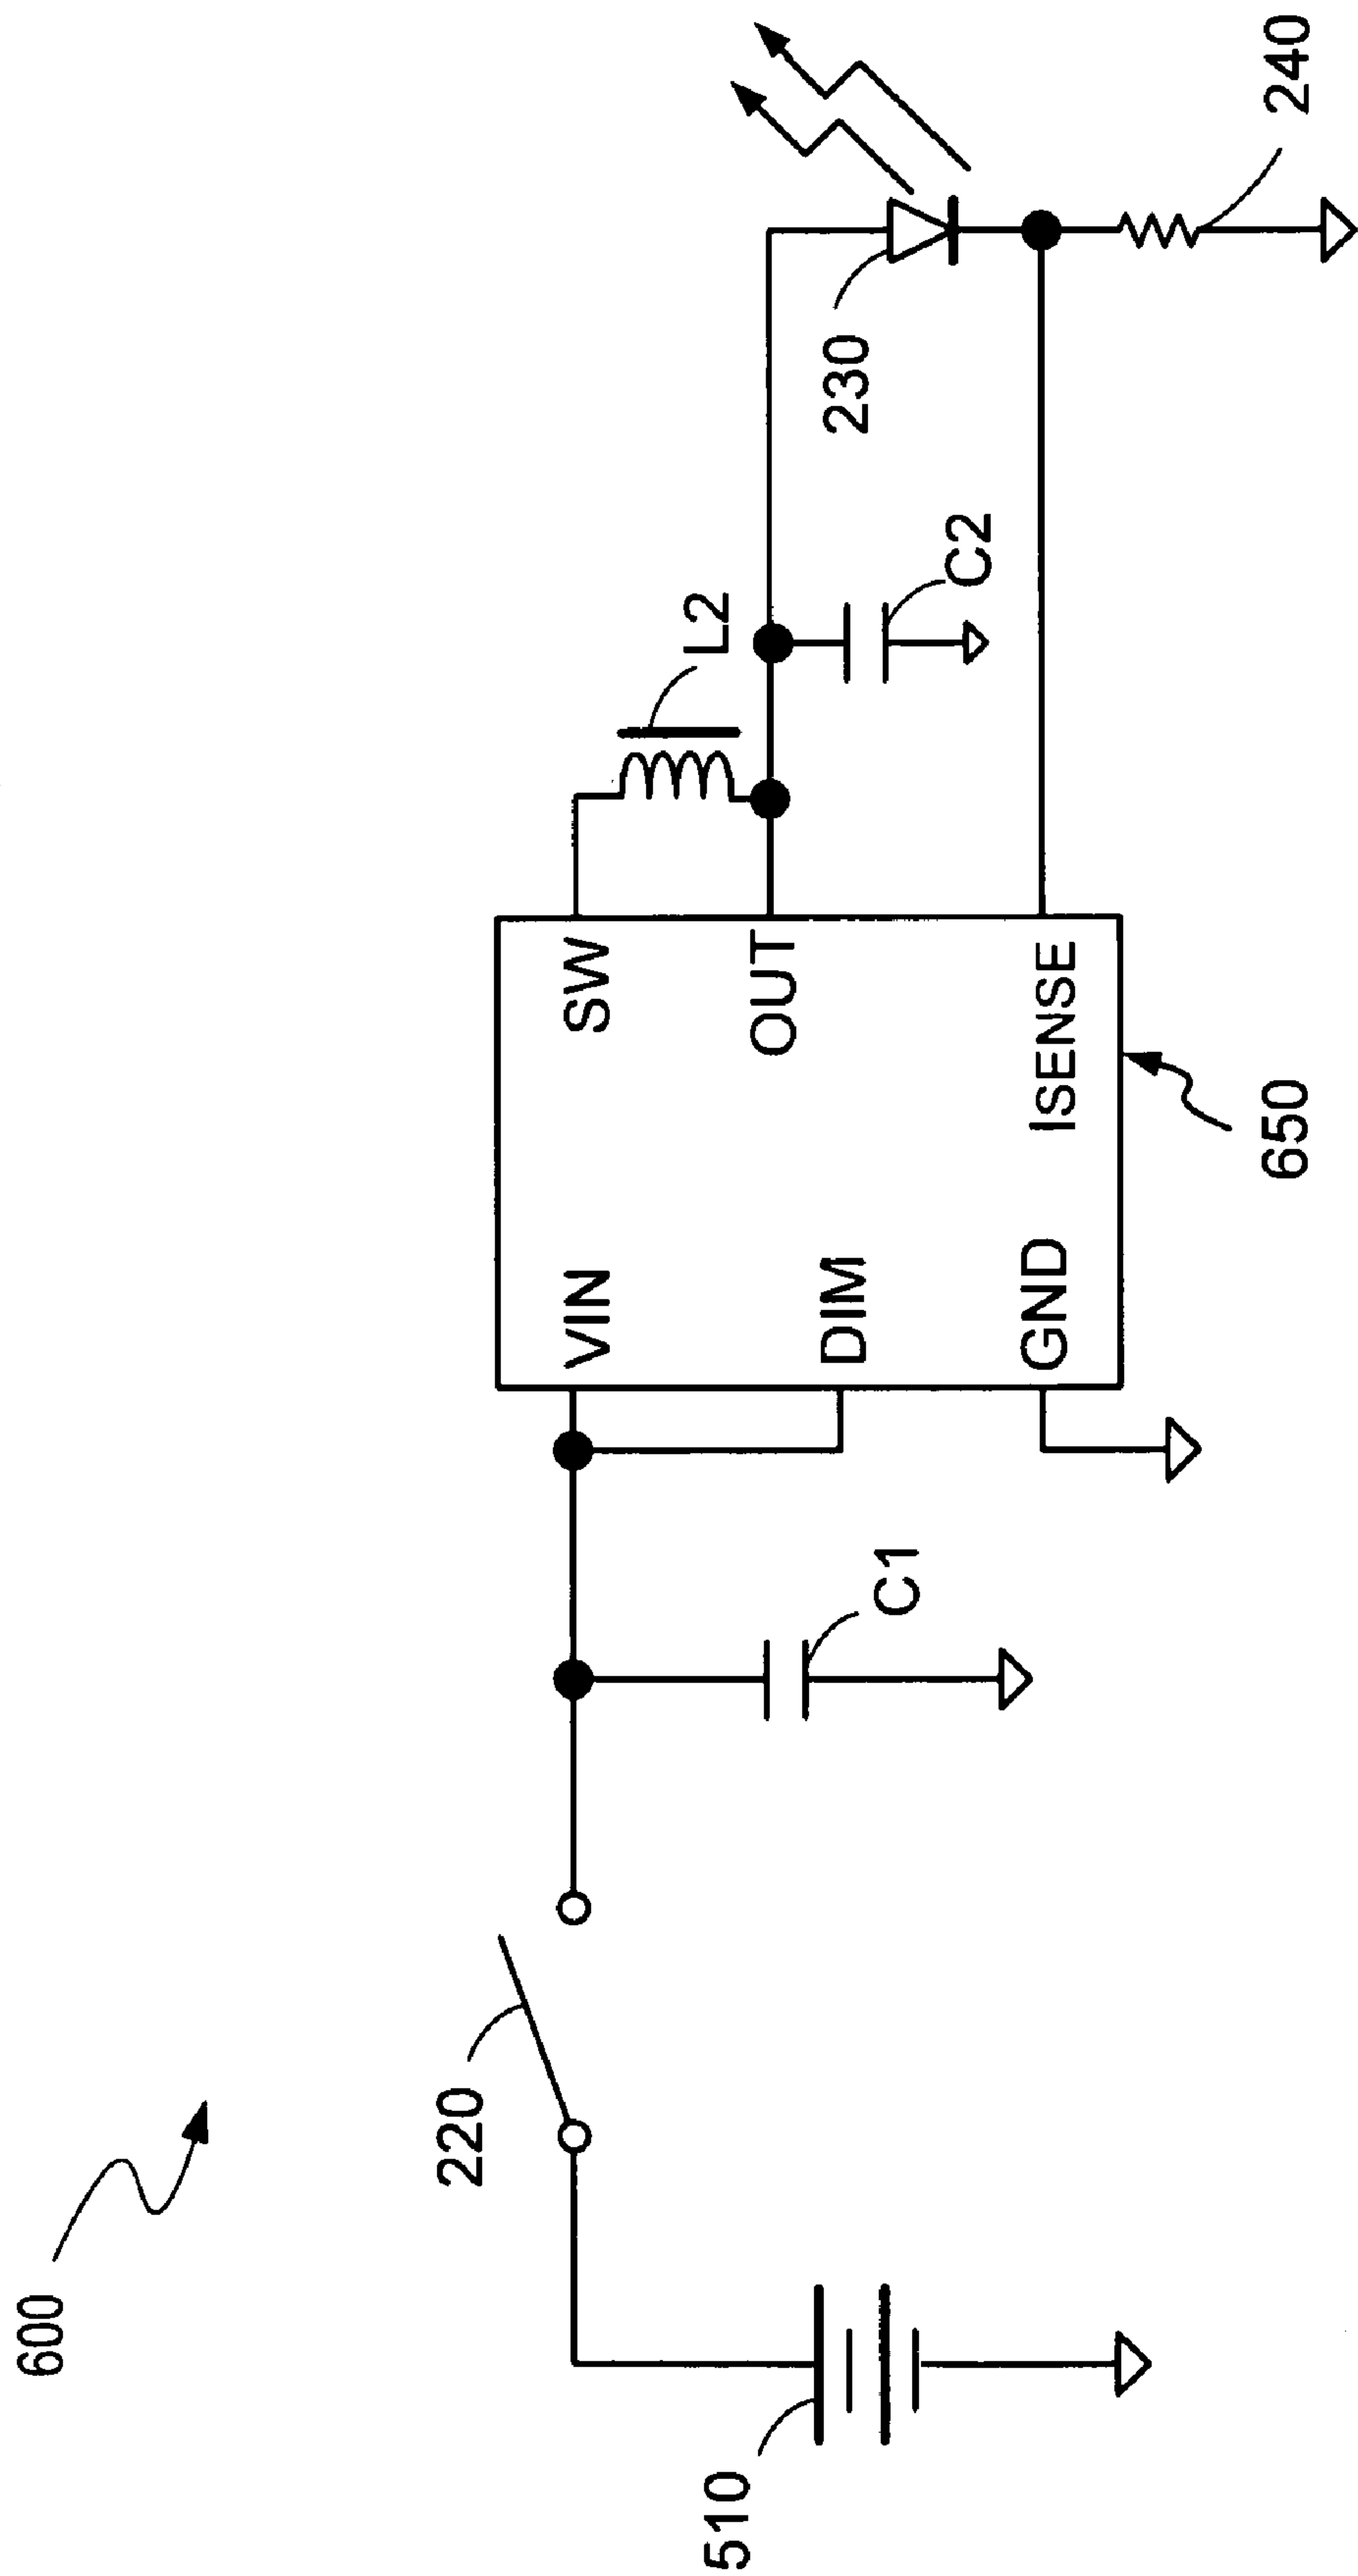 600
510
220
C1
VIN
DIM
GND
SW
OUT
ISENSE
650
L2
C2
230
240